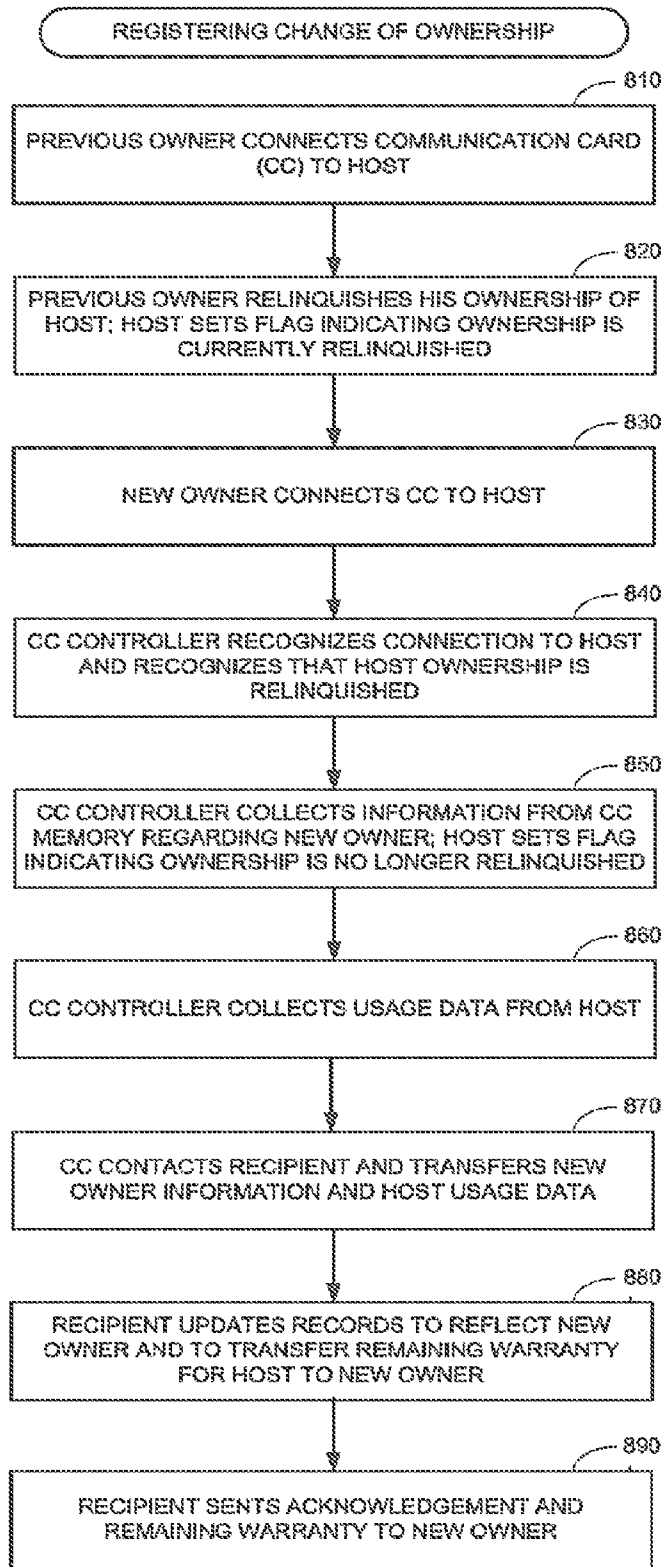 REGISTERING CHANGE OF OWNERSHIP
810
PREVIOUS OWNER CONNECTS COMMUNICATION CARD
(CC) TO HOST
820
PREVIOUS OWNER RELINQUISHES HIS OWNERSHIP OF
HOST; HOST SETS FLAG INDICATING OWNERSHIP IS
CURRENTLY RELINQUISHED
830
NEW OWNER CONNECTS CC TO HOST
840
CC CONTROLLER RECOGNIZES CONNECTION TO HOST
AND RECOGNIZES THAT HOST OWNERSHIP IS
RELINQUISHED
850
CC CONTROLLER COLLECTS INFORMATION FROM CC
MEMORY REGARDING NEW OWNER; HOST SETS FLAG
INDICATING OWNERSHIP IS NO LONGER RELINQUISHED
860
CC CONTROLLER COLLECTS USAGE DATA FROM HOST
870
CC CONTACTS RECIPIENT AND TRANSFERS NEW
OWNER INFORMATION AND HOST USAGE DATA
880
RECIPIENT UPDATES RECORDS TO REFLECT NEW
OWNER AND TO TRANSFER REMAINING WARRANTY
FOR HOST TO NEW OWNER
890
RECIPIENT SENTS ACKNOWLEDGEMENT AND
REMAINING WARRANTY TO NEW OWNER